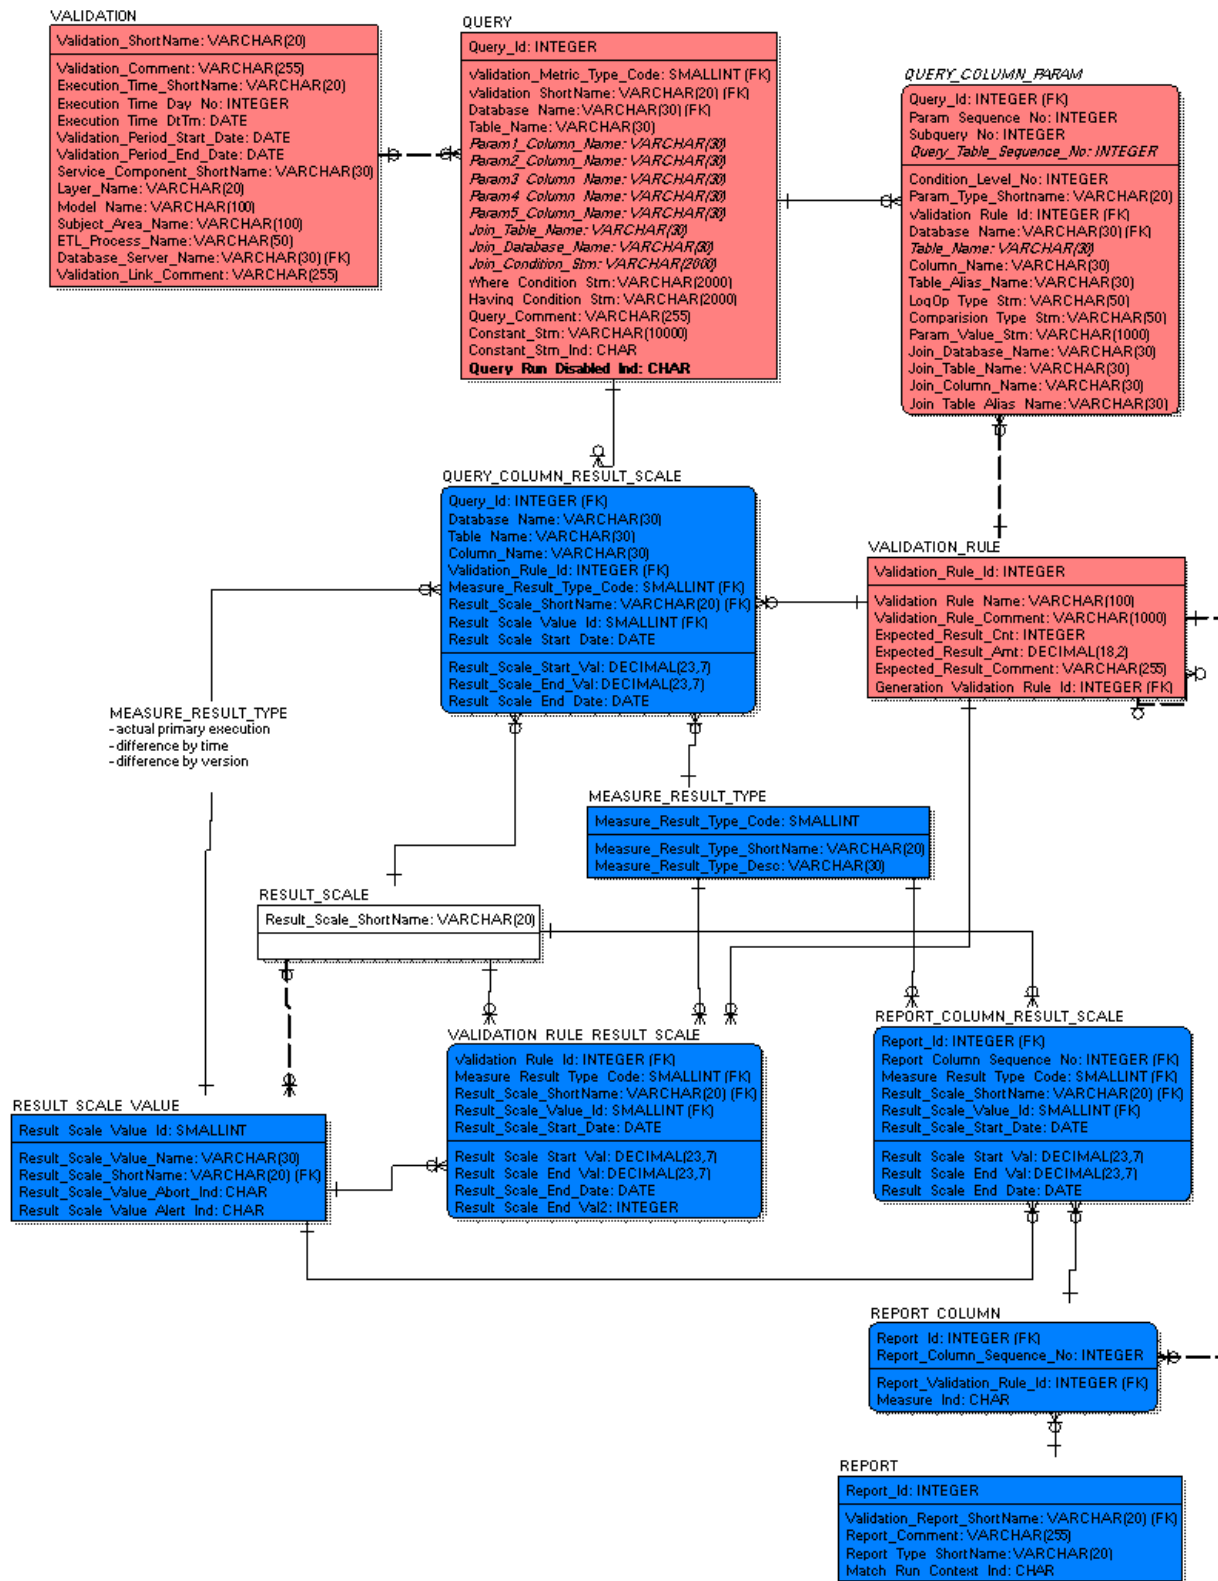 VALIDATION
Validation_ShortName: VARCHAR(20)
Validation_Comment: VARCHAR(255)
Execution_Time_ShortName: VARCHAR(20)
Execution_Time_Day_No: INTEGER
Execution_Time_DtTm: DATE
Validation_Period_Start_Date: DATE
Validation_Period_End_Date: DATE
Service_Component_ShortName: VARCHAR(30)
Layer_Name: VARCHAR(20)
Model_Name: VARCHAR(100)
Subject_Area_Name: VARCHAR(100)
ETL_Process_Name: VARCHAR(50)
Database_Server_Name: VARCHAR(30) (FK)
Validation_Link_Comment: VARCHAR(255)
QUERY
Query_Id: INTEGER
Validation_Metric_Type_Code: SMALLINT (FK)
Validation_ShortName: VARCHAR(20) (FK)
Database_Name: VARCHAR(30) (FK)
Table_Name: VARCHAR(30)
Param1_Column_Name: VARCHAR(30)
Param2_Column_Name: VARCHAR(30)
Param3_Column_Name: VARCHAR(30)
Param4_Column_Name: VARCHAR(30)
Param5_Column_Name: VARCHAR(30)
Join_Table_Name: VARCHAR(30)
Join_Database_Name: VARCHAR(30)
Join_Condition_Stm: VARCHAR(2000)
Where_Condition_Stm: VARCHAR(2000)
Having_Condition_Stm: VARCHAR(2000)
Query_Comment: VARCHAR(255)
Constant_Stm: VARCHAR(10000)
Constant_Stm_Ind: CHAR
Query_Run_Disabled_Ind: CHAR
QUERY_COLUMN_PARAM
Query_Id: INTEGER (FK)
Param_Sequence_No: INTEGER
Subquery_No: INTEGER
Query_Table_Sequence_No: INTEGER
Condition_Level_No: INTEGER
Param_Type_Shortname: VARCHAR(20)
Validation_Rule_Id: INTEGER (FK)
Database_Name: VARCHAR(30) (FK)
Table_Name: VARCHAR(30)
Column_Name: VARCHAR(30)
Table_Alias_Name: VARCHAR(30)
LogOp_Type_Stm: VARCHAR(50)
Comparision_Type_Stm: VARCHAR(50)
Param_Value_Stm: VARCHAR(1000)
Join_Database_Name: VARCHAR(30)
Join_Table_Name: VARCHAR(30)
Join_Column_Name: VARCHAR(30)
Join_Table_Alias_Name: VARCHAR(30)
QUERY_COLUMN_RESULT_SCALE
Query_Id: INTEGER (FK)
Database_Name: VARCHAR(30)
Table_Name: VARCHAR(30)
Column_Name: VARCHAR(30)
Validation_Rule_Id: INTEGER (FK)
Measure_Result_Type_Code: SMALLINT (FK)
Result_Scale_ShortName: VARCHAR(20) (FK)
Result_Scale_Value_Id: SMALLINT (FK)
Result_Scale_Start_Date: DATE
Result_Scale_Start_Val: DECIMAL(23,7)
Result_Scale_End_Val: DECIMAL(23,7)
Result_Scale_End_Date: DATE
VALIDATION_RULE
Validation_Rule_Id: INTEGER
Validation_Rule_Name: VARCHAR(100)
Validation_Rule_Comment: VARCHAR(1000)
Expected_Result_Cnt: INTEGER
Expected_Result_Amt: DECIMAL(18,2)
Expected_Result_Comment: VARCHAR(255)
Generation_Validation_Rule_Id: INTEGER (FK)
MEASURE_RESULT_TYPE
- actual primary execution
- difference by time
- difference by version
MEASURE_RESULT_TYPE
Measure_Result_Type_Code: SMALLINT
Measure_Result_Type_ShortName: VARCHAR(20)
Measure_Result_Type_Desc: VARCHAR(30)
RESULT_SCALE
Result_Scale_ShortName: VARCHAR(20)
VALIDATION_RULE_RESULT_SCALE
Validation_Rule_Id: INTEGER (FK)
Measure_Result_Type_Code: SMALLINT (FK)
Result_Scale_ShortName: VARCHAR(20) (FK)
Result_Scale_Value_Id: SMALLINT (FK)
Result_Scale_Start_Date: DATE
Result_Scale_Start_Val: DECIMAL(23,7)
Result_Scale_End_Val: DECIMAL(23,7)
Result_Scale_End_Date: DATE
Result_Scale_End_Val2: INTEGER
REPORT_COLUMN_RESULT_SCALE
Report_Id: INTEGER (FK)
Report_Column_Sequence_No: INTEGER (FK)
Measure_Result_Type_Code: SMALLINT (FK)
Result_Scale_ShortName: VARCHAR(20) (FK)
Result_Scale_Value_Id: SMALLINT (FK)
Result_Scale_Start_Date: DATE
Result_Scale_Start_Val: DECIMAL(23,7)
Result_Scale_End_Val: DECIMAL(23,7)
Result_Scale_End_Date: DATE
RESULT_SCALE_VALUE
Result_Scale_Value_Id: SMALLINT
Result_Scale_Value_Name: VARCHAR(30)
Result_Scale_ShortName: VARCHAR(20) (FK)
Result_Scale_Value_Abort_Ind: CHAR
Result_Scale_Value_Alert_Ind: CHAR
REPORT_COLUMN
Report_Id: INTEGER (FK)
Report_Column_Sequence_No: INTEGER
Report_Validation_Rule_Id: INTEGER (FK)
Measure_Ind: CHAR
REPORT
Report_Id: INTEGER
Validation_Report_ShortName: VARCHAR(20) (FK)
Report_Comment: VARCHAR(255)
Report_Type_ShortName: VARCHAR(20)
Match_Run_Context_Ind: CHAR